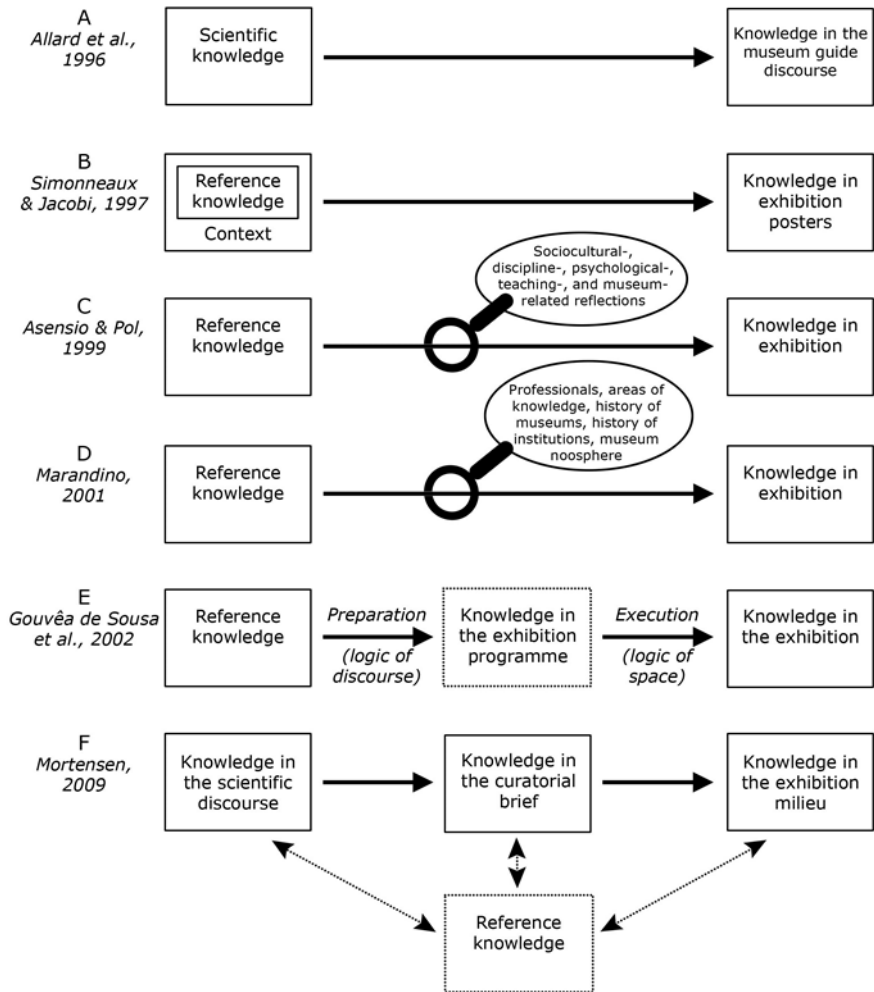 A
Allard et al.,
1996
Scientific
knowledge
Knowledge in the
museum guide
discourse
B
Simonneaux
& Jacobi, 1997
Reference
knowledge
Context
Knowledge in
exhibition
posters
C
Asensio & Pol,
1999
Reference
knowledge
Sociocultural-,
discipline-, psychological-,
teaching-, and museum-
related reflections
Knowledge in
exhibition
D
Marandino,
2001
Reference
knowledge
Professionals, areas of
knowledge, history of
museums, history of
institutions, museum
noosphere
Knowledge in
exhibition
E
Gouvêa de Sousa
et al., 2002
Reference
knowledge
Preparation
(logic of
discourse)
Knowledge in
the exhibition
programme
Execution
(logic of
space)
Knowledge in
the exhibition
F
Mortensen,
2009
Knowledge in
the scientific
discourse
Knowledge in
the curatorial
brief
Knowledge in
the exhibition
milieu
Reference
knowledge